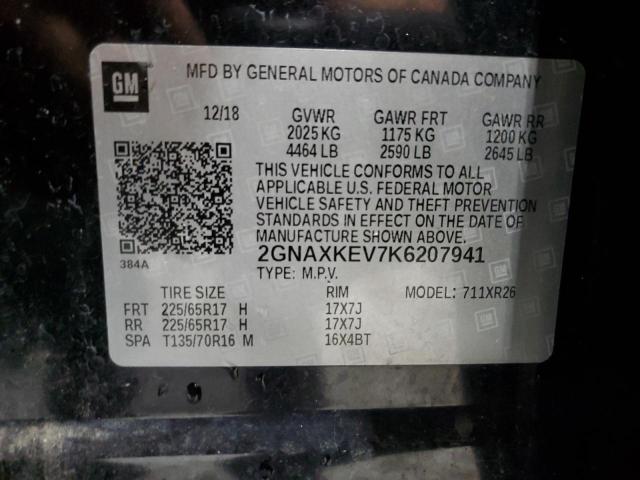 GM
MFD BY GENERAL MOTORS OF CANADA COMPANY
12/18 GVWR GAWR FRT GAWR RR
2025 KG 1175 KG 1200 KG
4464 LB 2590 LB 2645 LB
THIS VEHICLE CONFORMS TO ALL
APPLICABLE U.S. FEDERAL MOTOR
VEHICLE SAFETY AND THEFT PREVENTION
STANDARDS IN EFFECT ON THE DATE OF
MANUFACTURE SHOWN ABOVE.
384A
2GNAXKEV7K6207941
TYPE: M.P.V.
TIRE SIZE RIM MODEL: 711XR26
FRT 225/65R17 H 17X7J
RR 225/65R17 H 17X7J
SPA T135/70R16 M 16X4BT